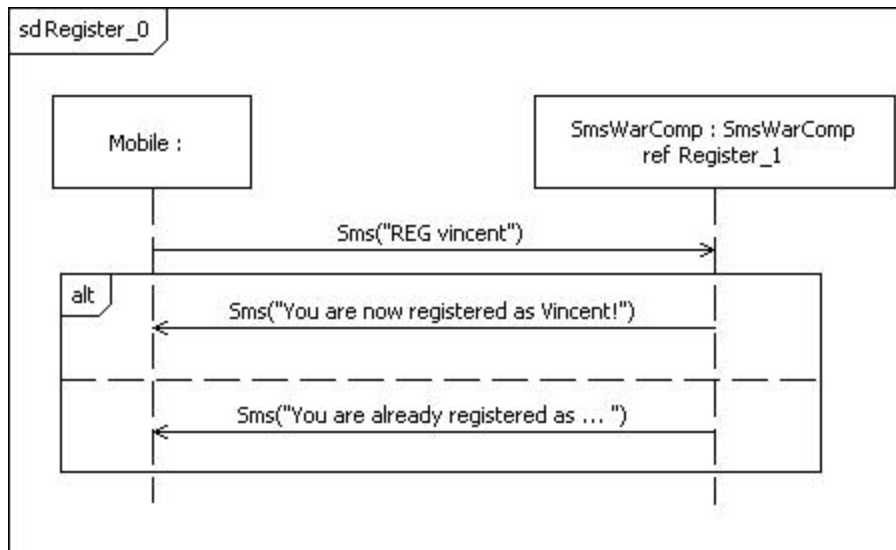 sd Register_0
Mobile :
SmsWarComp : SmsWarComp
ref Register_1
Sms("REG vincent")
alt
Sms("You are now registered as Vincent!")
Sms("You are already registered as ... ")